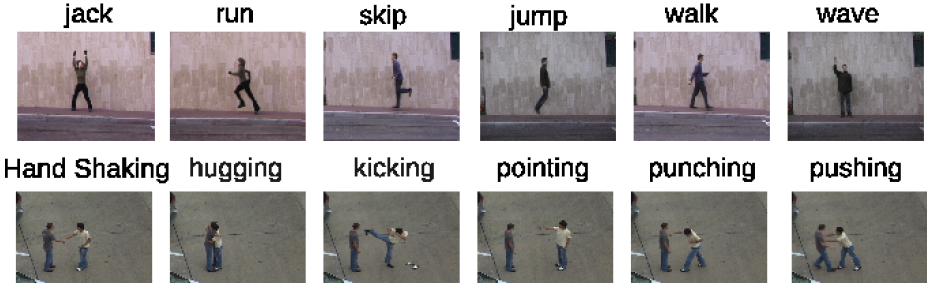 jack run skip jump walk wave
Hand Shaking hugging kicking pointing punching pushing